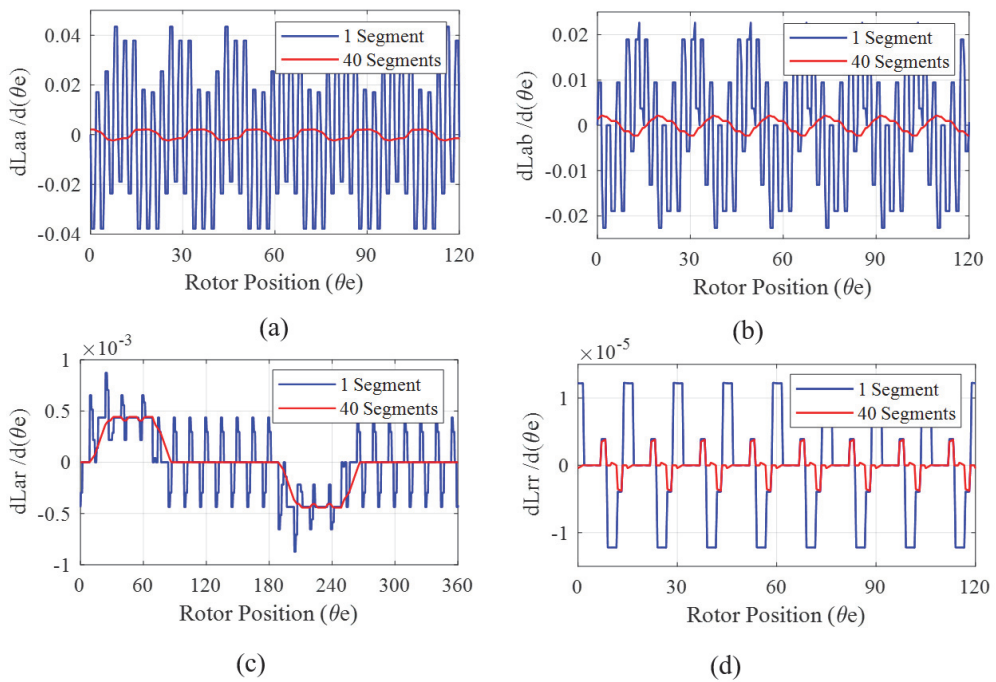 0.04
0.02
0
-0.02
-0.04
dLaaa /d(θe)
1 Segment
40 Segments
0 30 60 90 120
Rotor Position (θe)
(a)
0.02
0.01
0
-0.01
-0.02
dLab /d(θe)
1 Segment
40 Segments
0 30 60 90 120
Rotor Position (θe)
(b)
×10⁻³
1
0.5
0
-0.5
-1
dLar /d(θe)
1 Segment
40 Segments
0 60 120 180 240 300 360
Rotor Position (θe)
(c)
×10⁻⁵
1
0
-1
dLrr /d(θe)
1 Segment
40 Segments
0 30 60 90 120
Rotor Position (θe)
(d)